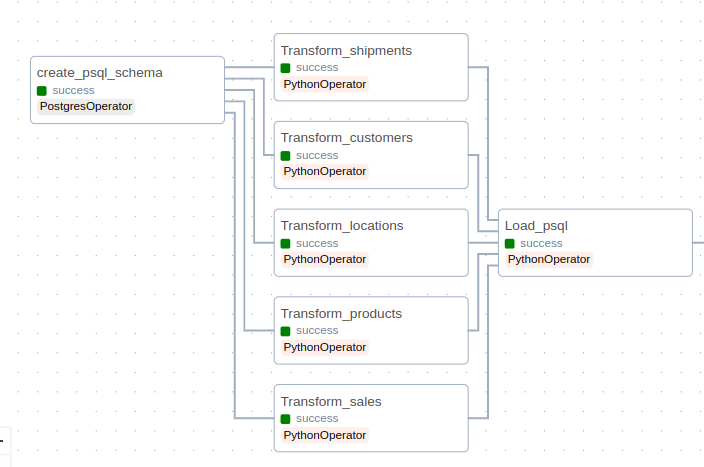 create_psql_schema
success
PostgresOperator
Transform_shipments
success
PythonOperator
Transform_customers
success
PythonOperator
Transform_locations
success
PythonOperator
Transform_products
success
PythonOperator
Transform_sales
success
PythonOperator
Load_psql
success
PythonOperator